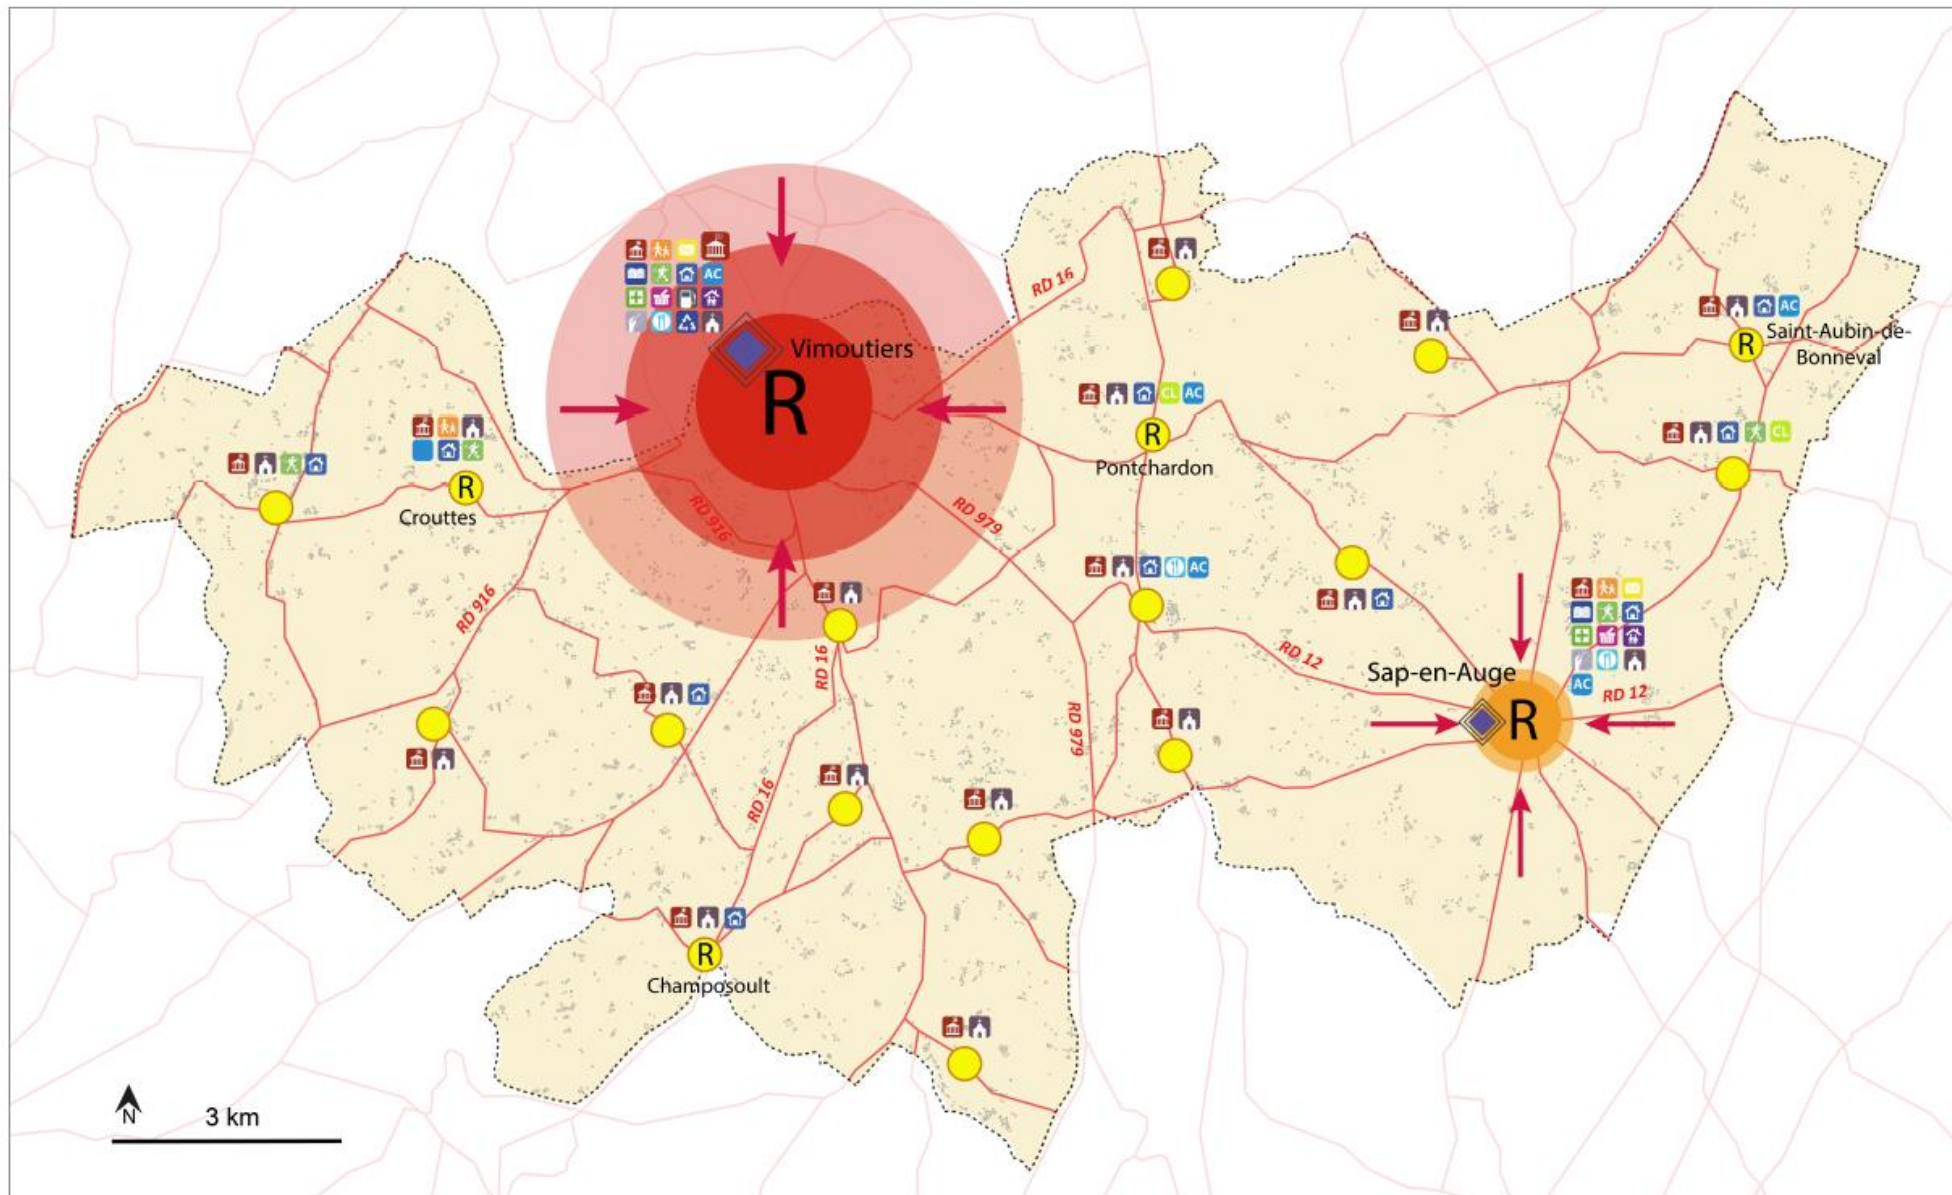 RD 16
AC
Vimoutiers
R
AC
Saint-Aubin-de-
Bonneval
R
CL AC
R
Pontchardon
CL
R
Crouttes
RD 916
RD 979
AC
RD 916
RD 16
RD 12
Sap-en-Auge
AC
RD 12
R
RD 979
RD 16
R
Champosoult
N
3 km